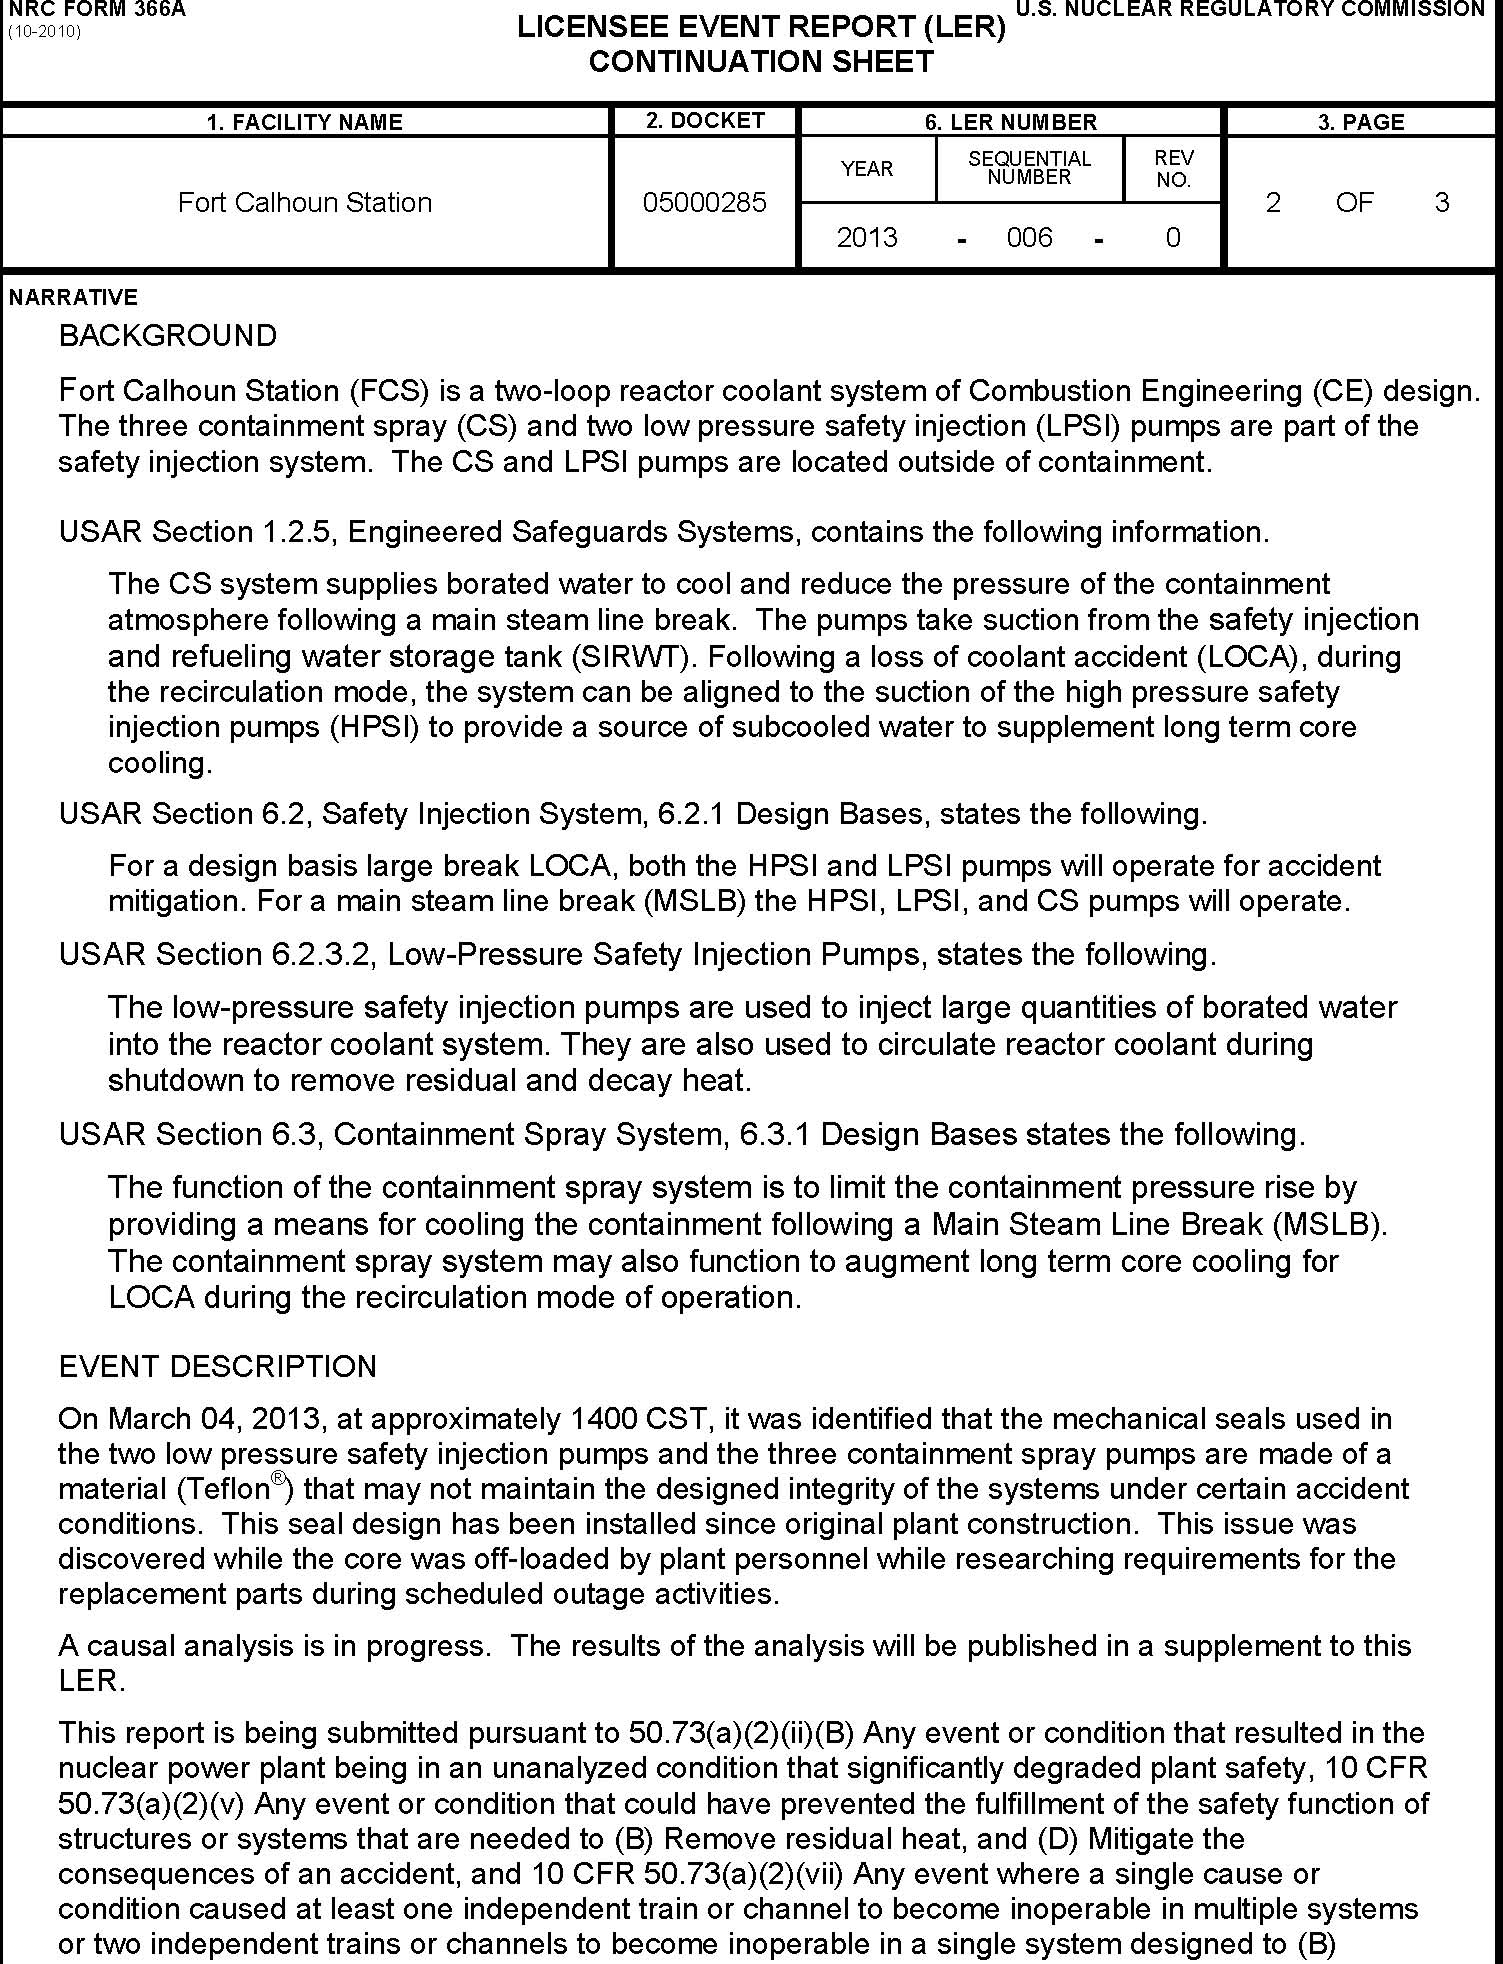 NRC FORM 366A
(10-2010)
U.S. NUCLEAR REGULATORY COMMISSION
LICENSEE EVENT REPORT (LER)
CONTINUATION SHEET
1. FACILITY NAME
2. DOCKET
6. LER NUMBER
3. PAGE
Fort Calhoun Station
05000285
YEAR
SEQUENTIAL
NUMBER
REV
NO.
2013 - 006 - 0
2 OF 3
NARRATIVE
BACKGROUND
Fort Calhoun Station (FCS) is a two-loop reactor coolant system of Combustion Engineering (CE) design.
The three containment spray (CS) and two low pressure safety injection (LPSI) pumps are part of the
safety injection system.  The CS and LPSI pumps are located outside of containment.
USAR Section 1.2.5, Engineered Safeguards Systems, contains the following information.
The CS system supplies borated water to cool and reduce the pressure of the containment
atmosphere following a main steam line break.  The pumps take suction from the safety injection
and refueling water storage tank (SIRWT). Following a loss of coolant accident (LOCA), during
the recirculation mode, the system can be aligned to the suction of the high pressure safety
injection pumps (HPSI) to provide a source of subcooled water to supplement long term core
cooling.
USAR Section 6.2, Safety Injection System, 6.2.1 Design Bases, states the following.
For a design basis large break LOCA, both the HPSI and LPSI pumps will operate for accident
mitigation. For a main steam line break (MSLB) the HPSI, LPSI, and CS pumps will operate.
USAR Section 6.2.3.2, Low-Pressure Safety Injection Pumps, states the following.
The low-pressure safety injection pumps are used to inject large quantities of borated water
into the reactor coolant system. They are also used to circulate reactor coolant during
shutdown to remove residual and decay heat.
USAR Section 6.3, Containment Spray System, 6.3.1 Design Bases states the following.
The function of the containment spray system is to limit the containment pressure rise by
providing a means for cooling the containment following a Main Steam Line Break (MSLB).
The containment spray system may also function to augment long term core cooling for
LOCA during the recirculation mode of operation.
EVENT DESCRIPTION
On March 04, 2013, at approximately 1400 CST, it was identified that the mechanical seals used in
the two low pressure safety injection pumps and the three containment spray pumps are made of a
material (Teflon®) that may not maintain the designed integrity of the systems under certain accident
conditions.  This seal design has been installed since original plant construction.  This issue was
discovered while the core was off-loaded by plant personnel while researching requirements for the
replacement parts during scheduled outage activities.
A causal analysis is in progress.  The results of the analysis will be published in a supplement to this
LER.
This report is being submitted pursuant to 50.73(a)(2)(ii)(B) Any event or condition that resulted in the
nuclear power plant being in an unanalyzed condition that significantly degraded plant safety, 10 CFR
50.73(a)(2)(v) Any event or condition that could have prevented the fulfillment of the safety function of
structures or systems that are needed to (B) Remove residual heat, and (D) Mitigate the
consequences of an accident, and 10 CFR 50.73(a)(2)(vii) Any event where a single cause or
condition caused at least one independent train or channel to become inoperable in multiple systems
or two independent trains or channels to become inoperable in a single system designed to (B)